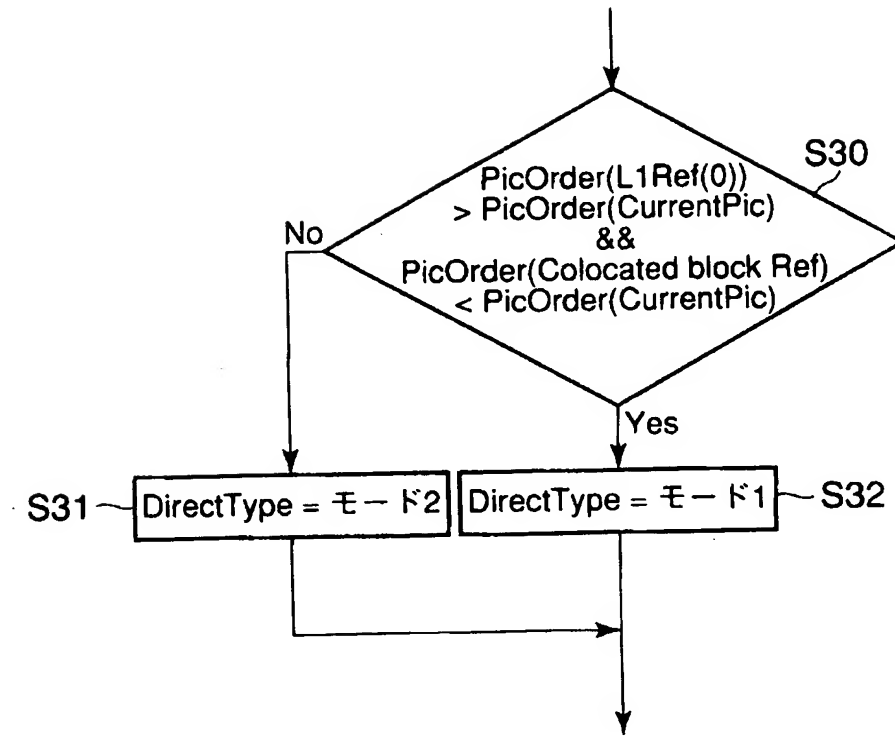 PicOrder(L1Ref(0))
> PicOrder(CurrentPic)
&&
PicOrder(Colocated block Ref)
< PicOrder(CurrentPic)
S30
No
Yes
S31
DirectType = モード2
DirectType = モード1
S32